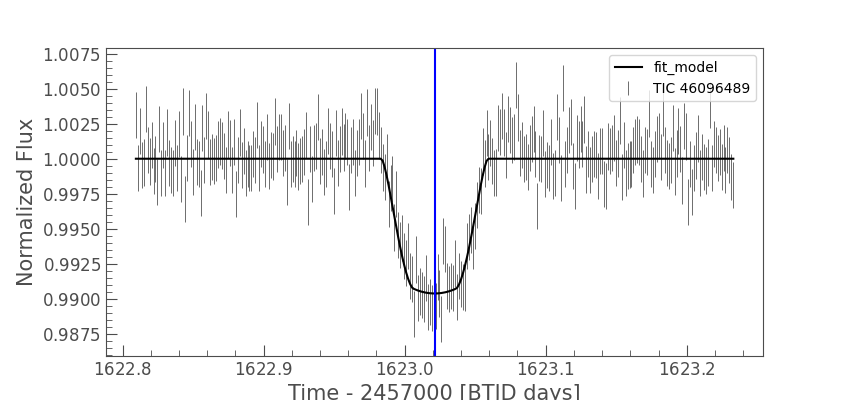 1.0075
1.0050
1.0025
1.0000
0.9975
0.9950
0.9925
0.9900
0.9875
Normalized Flux
fit_model
TIC 46096489
1622.8 1622.9 1623.0 1623.1 1623.2
Time - 2457000 [BTJD days]